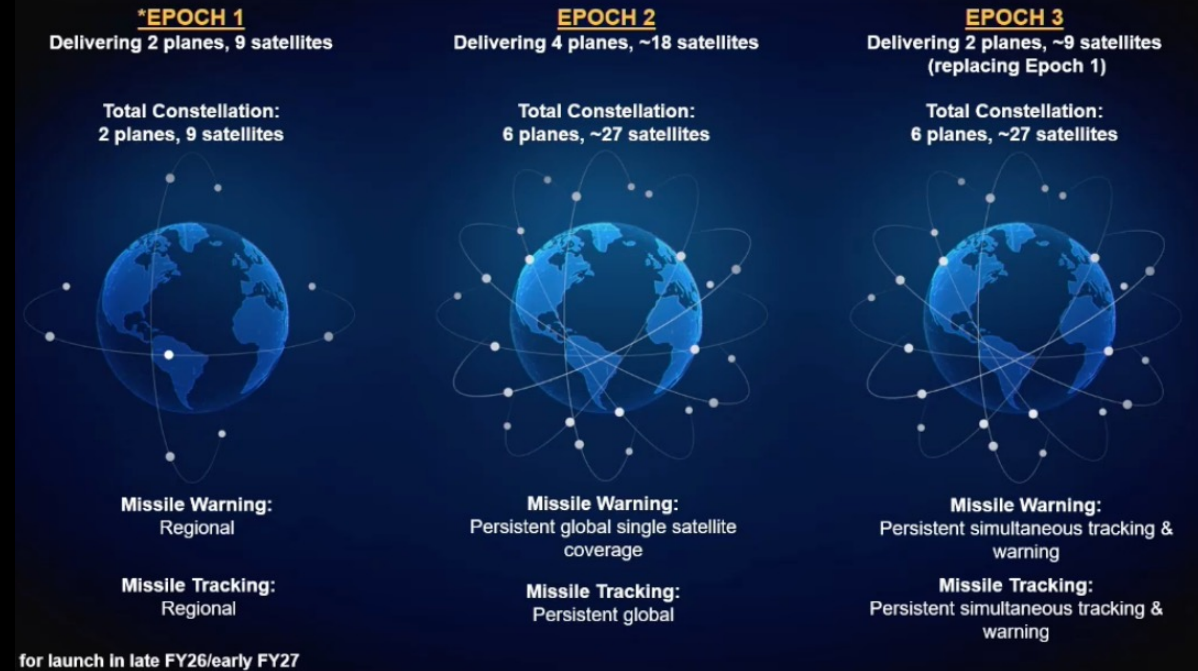 *EPOCH 1
Delivering 2 planes, 9 satellites
Total Constellation:
2 planes, 9 satellites
Missile Warning:
Regional
Missile Tracking:
Regional
for launch in late FY26/early FY27
EPOCH 2
Delivering 4 planes, ~18 satellites
Total Constellation:
6 planes, ~27 satellites
Missile Warning:
Persistent global single satellite
coverage
Missile Tracking:
Persistent global
EPOCH 3
Delivering 2 planes, ~9 satellites
(replacing Epoch 1)
Total Constellation:
6 planes, ~27 satellites
Missile Warning:
Persistent simultaneous tracking &
warning
Missile Tracking:
Persistent simultaneous tracking &
warning